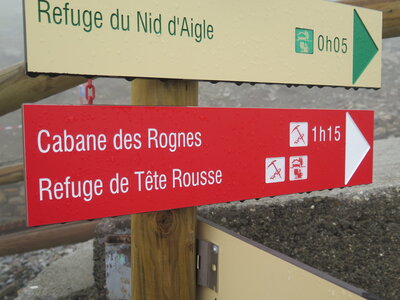 Refuge du Nid d'Aigle 0h05
Cabane des Rognes 1h15
Refuge de Tête Rousse